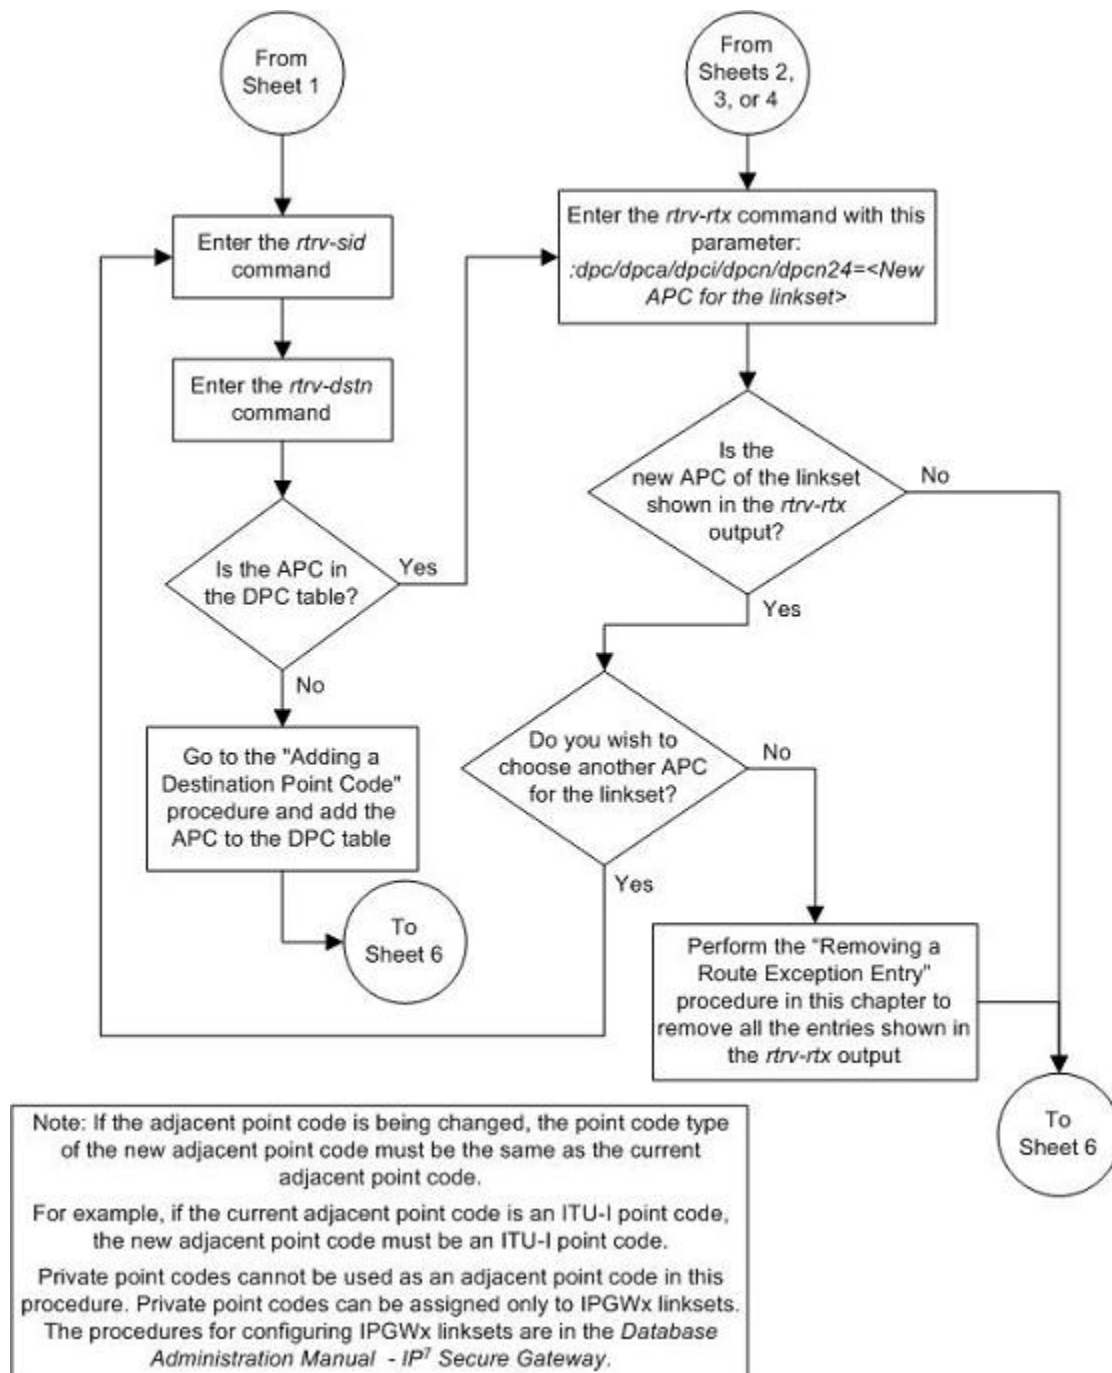 From
Sheet 1
From
Sheets 2,
3, or 4
Enter the rtrv-sid
command
Enter the rtrv-rtx command with this
parameter:
:dpc/dpca/dpci/dpcn/dpcn24=<New
APC for the linkset>
Enter the rtrv-dstn
command
Is the
new APC of the linkset
shown in the rtrv-rtx
output?
No
Yes
Is the APC in
the DPC table?
Yes
No
Go to the "Adding a
Destination Point Code"
procedure and add the
APC to the DPC table
Do you wish to
choose another APC
for the linkset?
No
Yes
To
Sheet 6
Perform the "Removing a
Route Exception Entry"
procedure in this chapter to
remove all the entries shown in
the rtrv-rtx output
To
Sheet 6
Note: If the adjacent point code is being changed, the point code type
of the new adjacent point code must be the same as the current
adjacent point code.
For example, if the current adjacent point code is an ITU-I point code,
the new adjacent point code must be an ITU-I point code.
Private point codes cannot be used as an adjacent point code in this
procedure. Private point codes can be assigned only to IPGWx linksets.
The procedures for configuring IPGWx linksets are in the Database
Administration Manual - IP⁷ Secure Gateway.